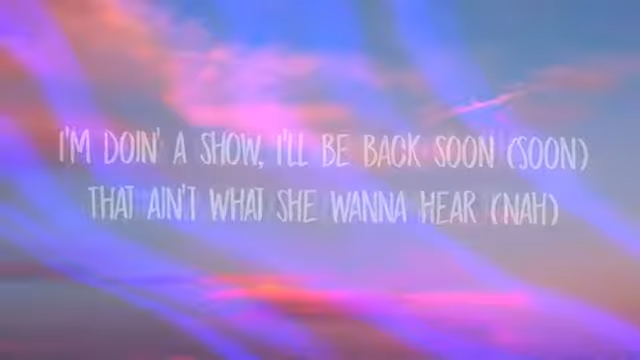 I'M DOIN' A SHOW, I'LL BE BACK SOON (SOON)
THAT AIN'T WHAT SHE WANNA HEAR (NAH)